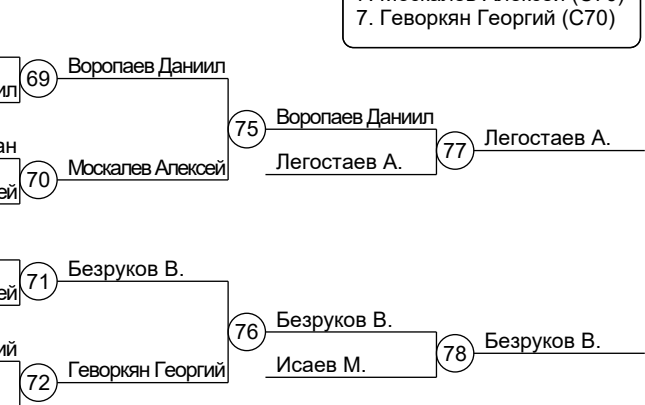 7. Геворкян Георгий (C70)
69 Воропаев Даниил
75 Воропаев Даниил
77 Легостаев А.
Легостаев А.
70 Москалев Алексей
71 Безруков В.
76 Безруков В.
78 Безруков В.
Исаев М.
72 Геворкян Георгий